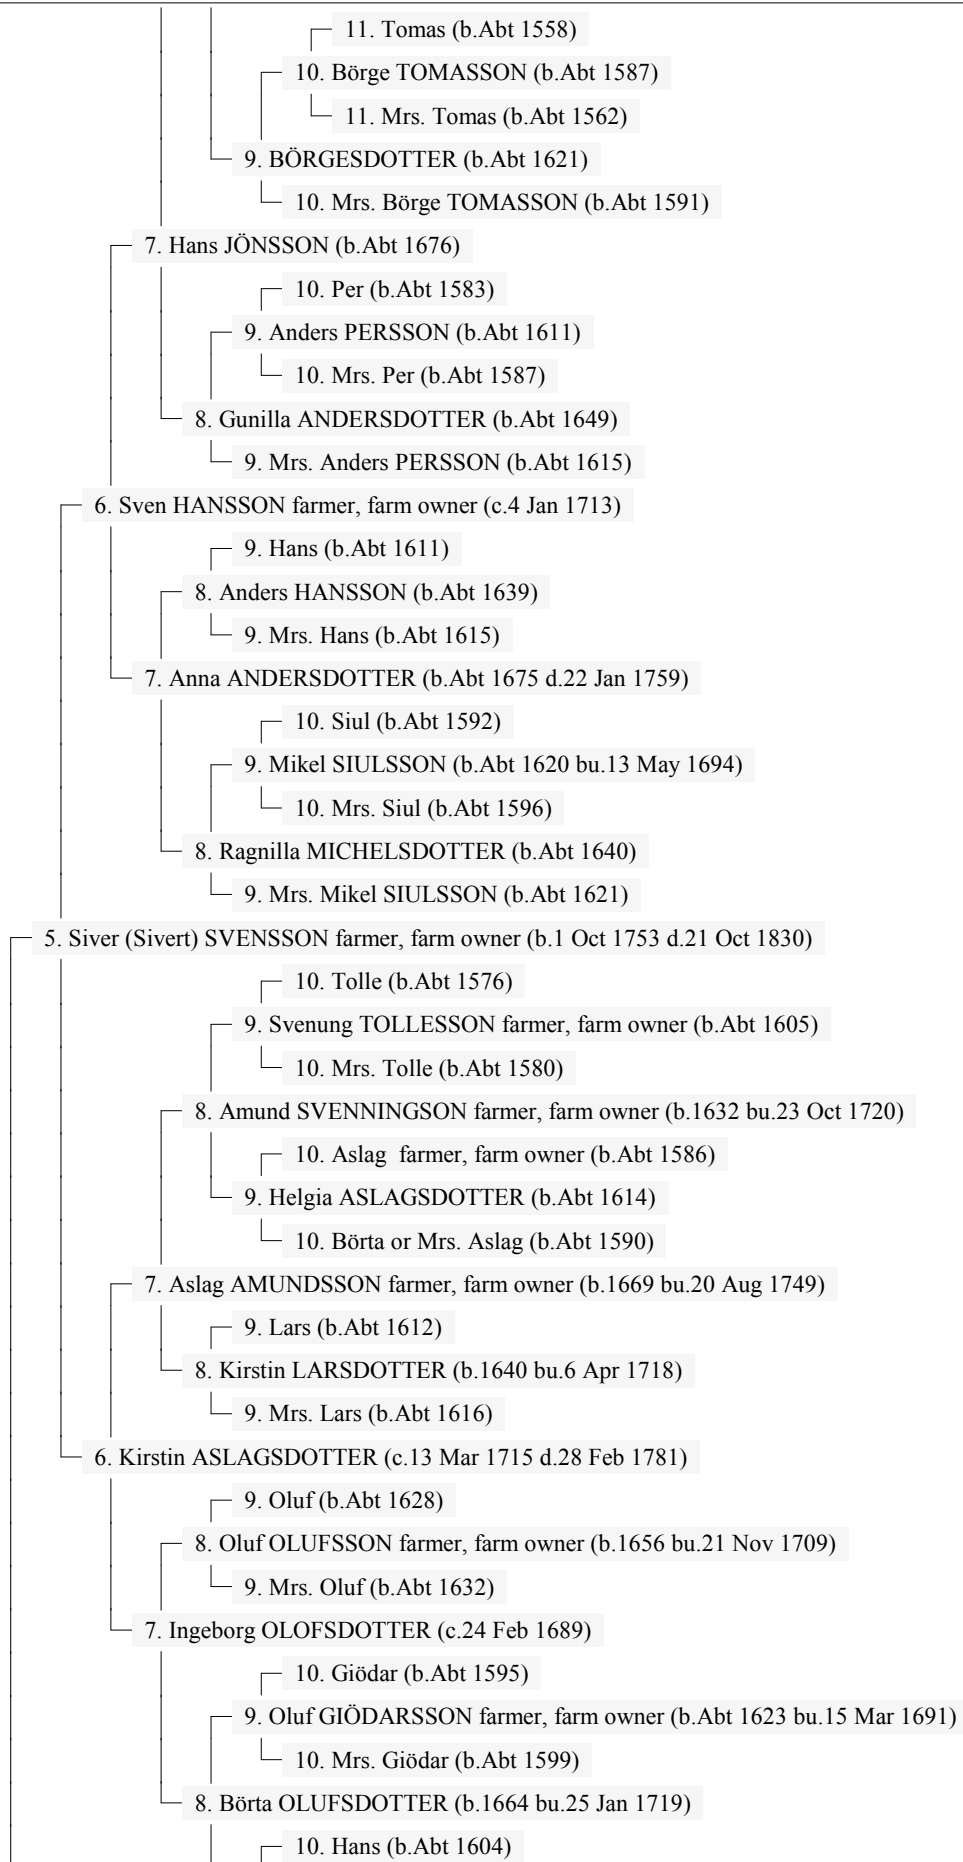 11. Tomas (b.Abt 1558)
10. Börge TOMASSON (b.Abt 1587)
11. Mrs. Tomas (b.Abt 1562)
9. BÖRGESDOTTER (b.Abt 1621)
10. Mrs. Börge TOMASSON (b.Abt 1591)
7. Hans JÖNSSON (b.Abt 1676)
10. Per (b.Abt 1583)
9. Anders PERSSON (b.Abt 1611)
10. Mrs. Per (b.Abt 1587)
8. Gunilla ANDERSDOTTER (b.Abt 1649)
9. Mrs. Anders PERSSON (b.Abt 1615)
6. Sven HANSSON farmer, farm owner (c.4 Jan 1713)
9. Hans (b.Abt 1611)
8. Anders HANSSON (b.Abt 1639)
9. Mrs. Hans (b.Abt 1615)
7. Anna ANDERSDOTTER (b.Abt 1675 d.22 Jan 1759)
10. Siul (b.Abt 1592)
9. Mikel SIULSSON (b.Abt 1620 bu.13 May 1694)
10. Mrs. Siul (b.Abt 1596)
8. Ragnilla MICHELSDOTTER (b.Abt 1640)
9. Mrs. Mikel SIULSSON (b.Abt 1621)
5. Siver (Sivert) SVENSSON farmer, farm owner (b.1 Oct 1753 d.21 Oct 1830)
10. Tolle (b.Abt 1576)
9. Svenung TOLLESSON farmer, farm owner (b.Abt 1605)
10. Mrs. Tolle (b.Abt 1580)
8. Amund SVENNINGSON farmer, farm owner (b.1632 bu.23 Oct 1720)
10. Aslag  farmer, farm owner (b.Abt 1586)
9. Helgia ASLAGSDOTTER (b.Abt 1614)
10. Börta or Mrs. Aslag (b.Abt 1590)
7. Aslag AMUNDSSON farmer, farm owner (b.1669 bu.20 Aug 1749)
9. Lars (b.Abt 1612)
8. Kirstin LARSDOTTER (b.1640 bu.6 Apr 1718)
9. Mrs. Lars (b.Abt 1616)
6. Kirstin ASLAGSDOTTER (c.13 Mar 1715 d.28 Feb 1781)
9. Oluf (b.Abt 1628)
8. Oluf OLUFSSON farmer, farm owner (b.1656 bu.21 Nov 1709)
9. Mrs. Oluf (b.Abt 1632)
7. Ingeborg OLOFSDOTTER (c.24 Feb 1689)
10. Giödar (b.Abt 1595)
9. Oluf GIÖDARSSON farmer, farm owner (b.Abt 1623 bu.15 Mar 1691)
10. Mrs. Giödar (b.Abt 1599)
8. Börta OLUFSDOTTER (b.1664 bu.25 Jan 1719)
10. Hans (b.Abt 1604)